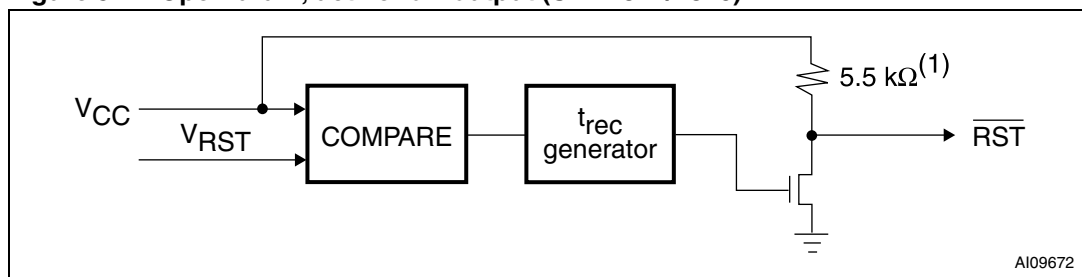 VCC
VRST
COMPARE
trec
generator
5.5 kΩ(1)
RST
AI09672